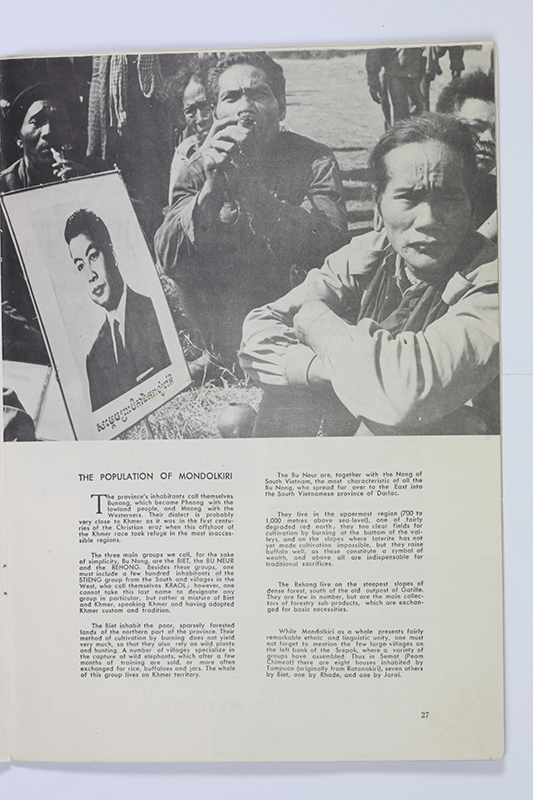 THE POPULATION OF MONDOLKIRI
The province's inhabitants call themselves
Bunong, which became Phnong with the
lowland people, and Mnong with the
Westerners. Their dialect is probably
very close to Khmer as it was in the first centu-
ries of the Christian era; when this offshoot of
the Khmer race took refuge in the most inacces-
sible regions.
The three main groups we call, for the sake
of simplicity, Bu Nong, are the BIET, the BU NEUR
and the REHONG. Besides these groups, one
must include a few hundred inhabitants of the
STIENG group from the South and villages in the
West, who call themselves KRAOL; however, one
cannot take this last name to designate any
group in particular, but rather a mixture of Biet
and Khmer, speaking Khmer and having adopted
Khmer custom and tradition.
The Biet inhabit the poor, sparsely forested
lands of the northern part of the province. Their
method of cultivation by burning does not yield
very much, so that they also rely on wild plants
and hunting. A number of villages specialize in
the capture of wild elephants, which after a few
months of training are sold, or more often
exchanged for rice, buffaloes and jars. The whole
of this group lives on Khmer territory.
The Bu Neur are, together with the Nong of
South Vietnam, the most characteristic of all the
Bu Nong, who spread far over to the East into
the South Vietnamese province of Darlac.
They live in the uppermost region (700 to
1,000 metres above sea-level), one of fairly
degraded red earth; they too clear fields for
cultivation by burning at the bottom of the val-
leys, and on the slopes where laterite has not
yet made cultivation impossible, but they raise
buffalo well, as these constitute a symbol of
wealth, and above all are indispensable for
traditional sacrifices.
The Rehong live on the steepest slopes of
dense forest, south of the old outpost of Gatille.
They are few in number, but are the main collec-
tors of forestry sub-products, which are exchan-
ged for basic necessities.
While Mondolkiri as a whole presents fairly
remarkable ethnic and linguistic unity, one must
not forget to mention the few large villages on
the left bank of the Srepok, where a variety of
groups have assembled. Thus in Semat (Peam
Chimeat) there are eight houses inhabited by
Tampuon (originally from Ratanakiri), seven others
by Biet, one by Rhade, and one by Jarai.
27